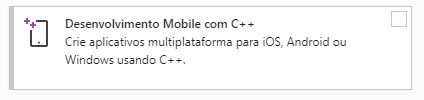 Desenvolvimento Mobile com C++
Crie aplicativos multiplataforma para iOS, Android ou
Windows usando C++.